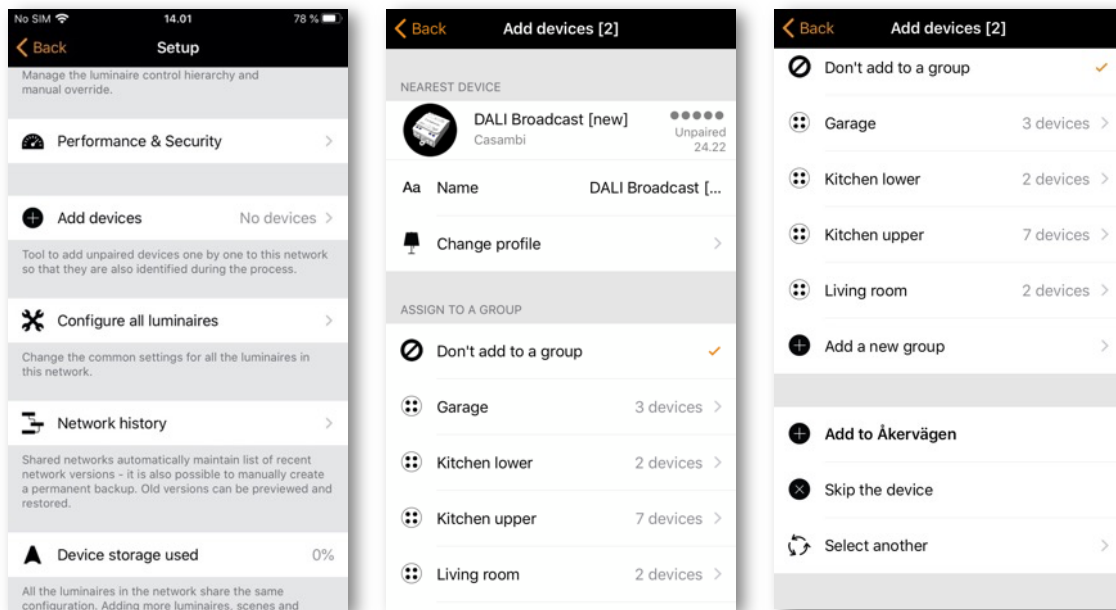 No SIM 14.01 78 %
Back Setup
Manage the luminaire control hierarchy and
manual override.
Performance & Security
Add devices No devices
Tool to add unpaired devices one by one to this network
so that they are also identified during the process.
Configure all luminaires
Change the common settings for all the luminaires in
this network.
Network history
Shared networks automatically maintain list of recent
network versions - it is also possible to manually create
a permanent backup. Old versions can be previewed and
restored.
Device storage used 0%
All the luminaires in the network share the same
configuration. Adding more luminaires, scenes and
Back Add devices [2]
NEAREST DEVICE
DALI Broadcast [new]
Casambi
Unpaired
24.22
Aa Name DALI Broadcast [...
Change profile
ASSIGN TO A GROUP
Don't add to a group
Garage 3 devices
Kitchen lower 2 devices
Kitchen upper 7 devices
Living room 2 devices
Back Add devices [2]
Don't add to a group
Garage 3 devices
Kitchen lower 2 devices
Kitchen upper 7 devices
Living room 2 devices
Add a new group
Add to Åkervägen
Skip the device
Select another